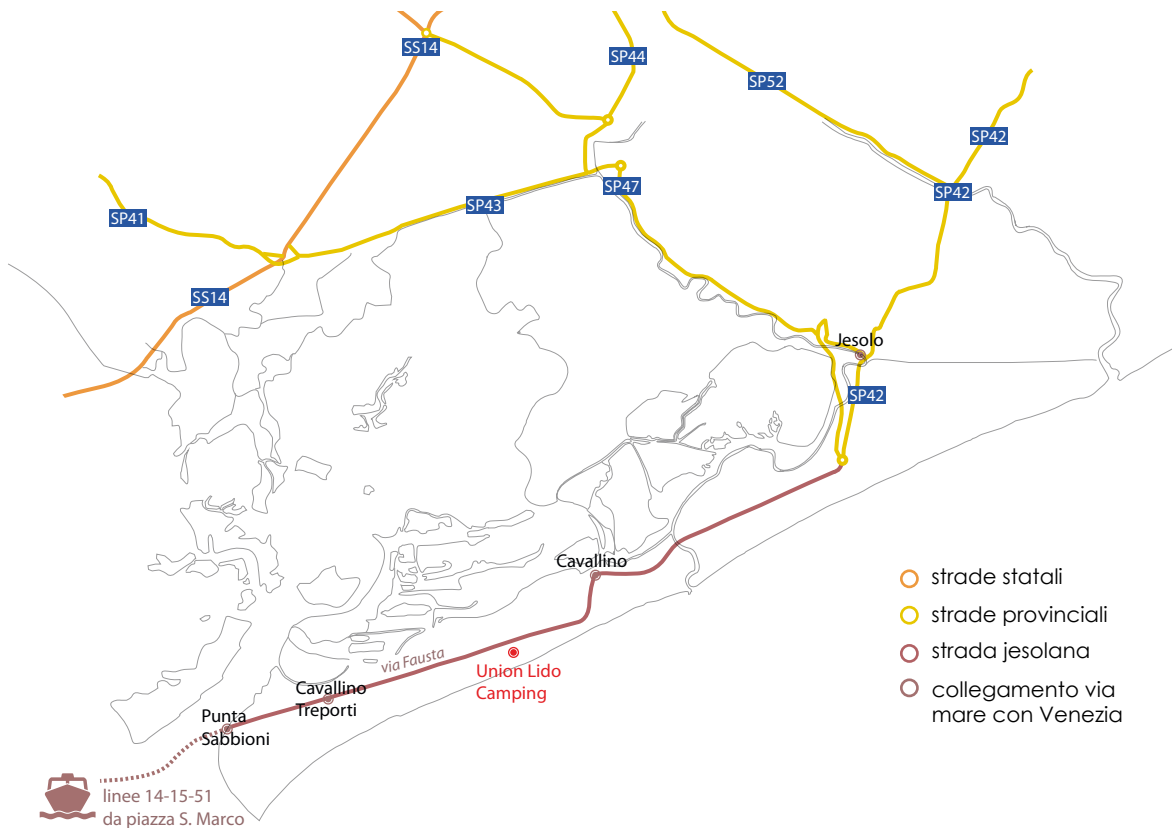 SS14
SP44
SP52
SP42
SP47
SP42
SP41
SP43
SS14
Jesolo
SP42
Cavallino
via Fausta
Union Lido
Camping
Cavallino
Treporti
Punta
Sabbioni
linee 14-15-51
da piazza S. Marco
strade statali
strade provinciali
strada jesolana
collegamento via
mare con Venezia